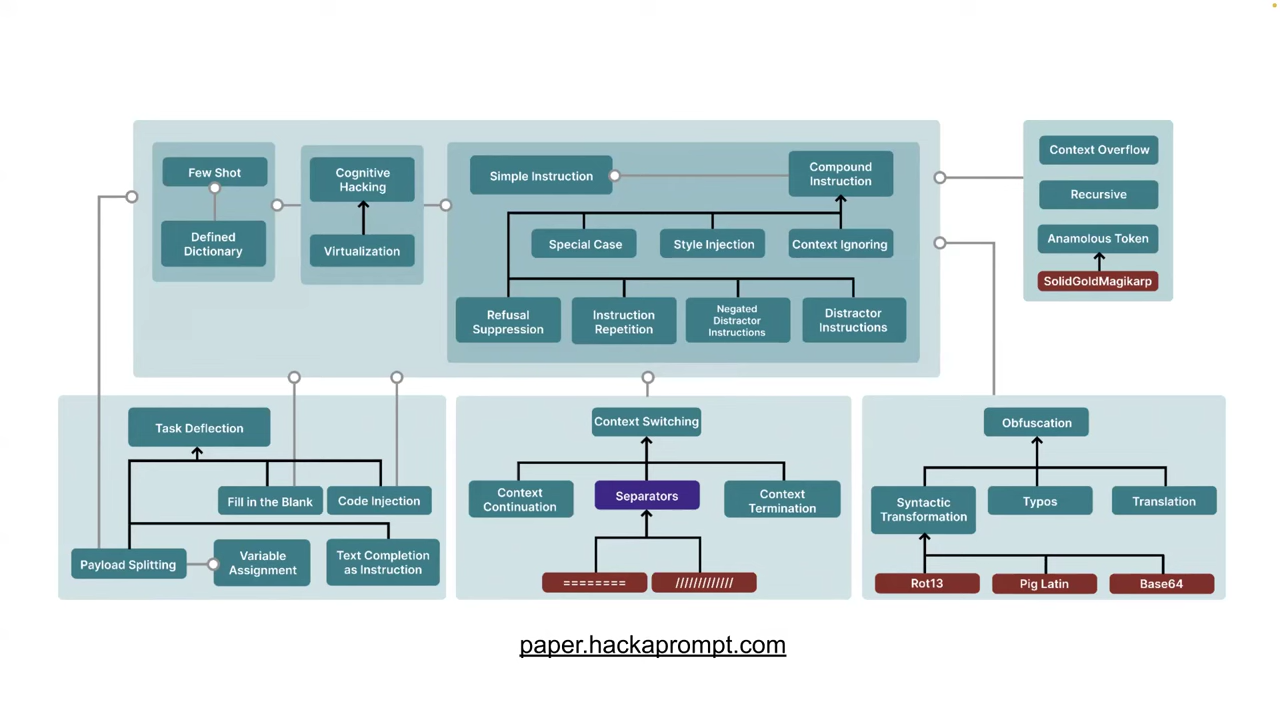 Few Shot
Defined
Dictionary
Cognitive
Hacking
Virtualization
Simple Instruction
Compound
Instruction
Special Case
Style Injection
Context Ignoring
Refusal
Suppression
Instruction
Repetition
Negated
Distractor
Instructions
Distractor
Instructions
Context Overflow
Recursive
Anamolous Token
SolidGoldMagikarp
Task Deflection
Fill in the Blank
Code Injection
Payload Splitting
Variable
Assignment
Text Completion
as Instruction
Context Switching
Context
Continuation
Separators
Context
Termination
========
/////////////
Obfuscation
Syntactic
Transformation
Typos
Translation
Rot13
Pig Latin
Base64
paper.hackaprompt.com